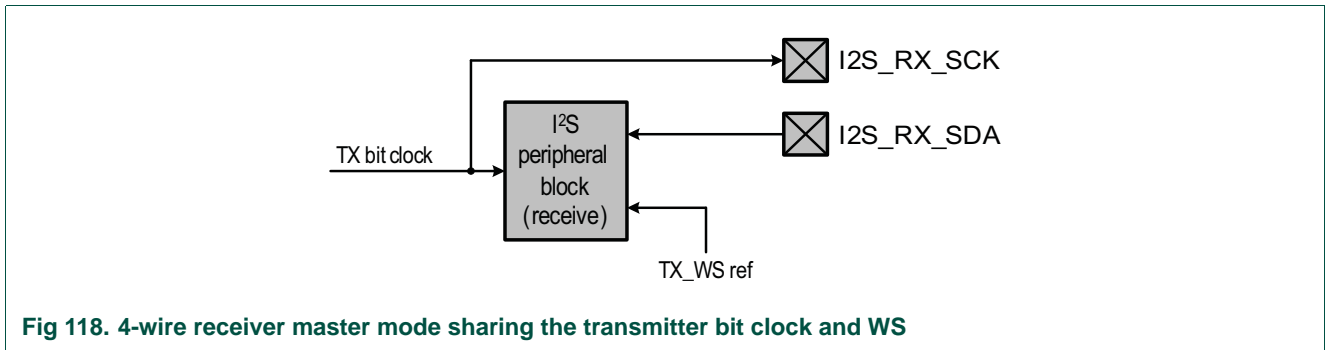 I2S_RX_SCK
I²S
peripheral
block
(receive)
I2S_RX_SDA
TX bit clock
TX_WS ref
Fig 118. 4-wire receiver master mode sharing the transmitter bit clock and WS